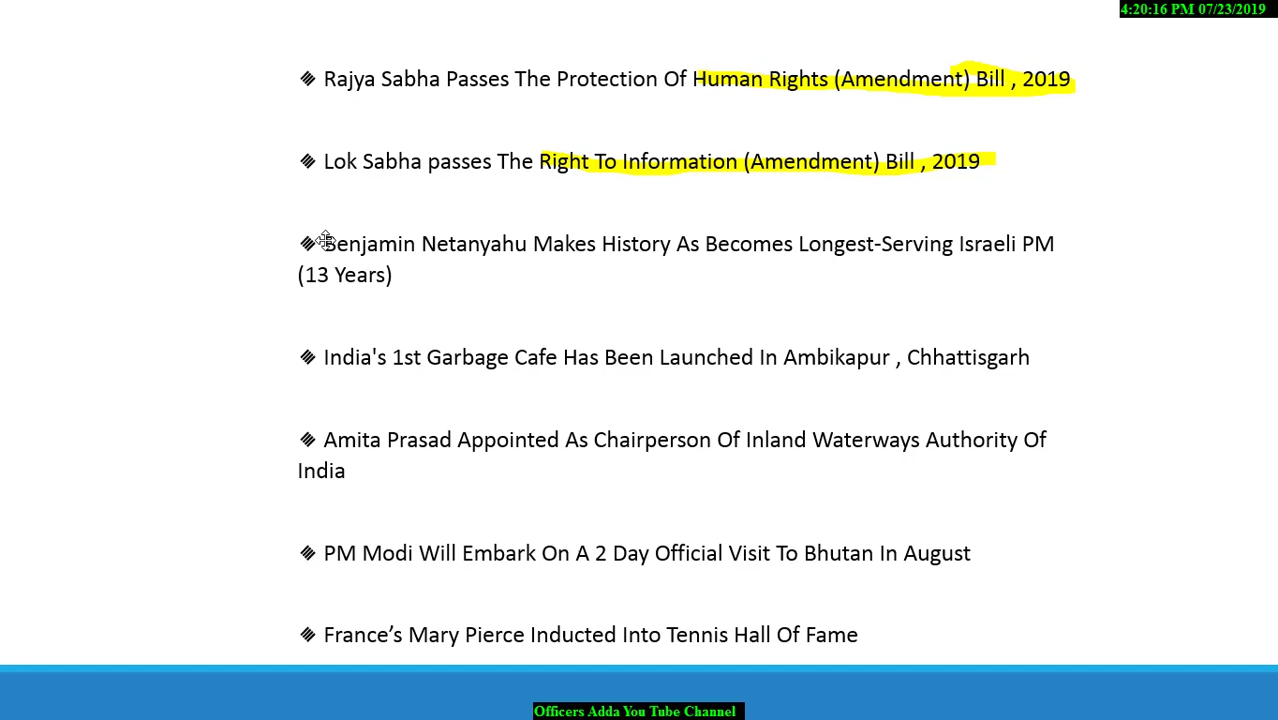 4:20:16 PM 07/23/2019
Rajya Sabha Passes The Protection Of Human Rights (Amendment) Bill , 2019
Lok Sabha passes The Right To Information (Amendment) Bill , 2019
Benjamin Netanyahu Makes History As Becomes Longest-Serving Israeli PM
(13 Years)
India's 1st Garbage Cafe Has Been Launched In Ambikapur , Chhattisgarh
Amita Prasad Appointed As Chairperson Of Inland Waterways Authority Of
India
PM Modi Will Embark On A 2 Day Official Visit To Bhutan In August
France’s Mary Pierce Inducted Into Tennis Hall Of Fame
Officers Adda You Tube Channel